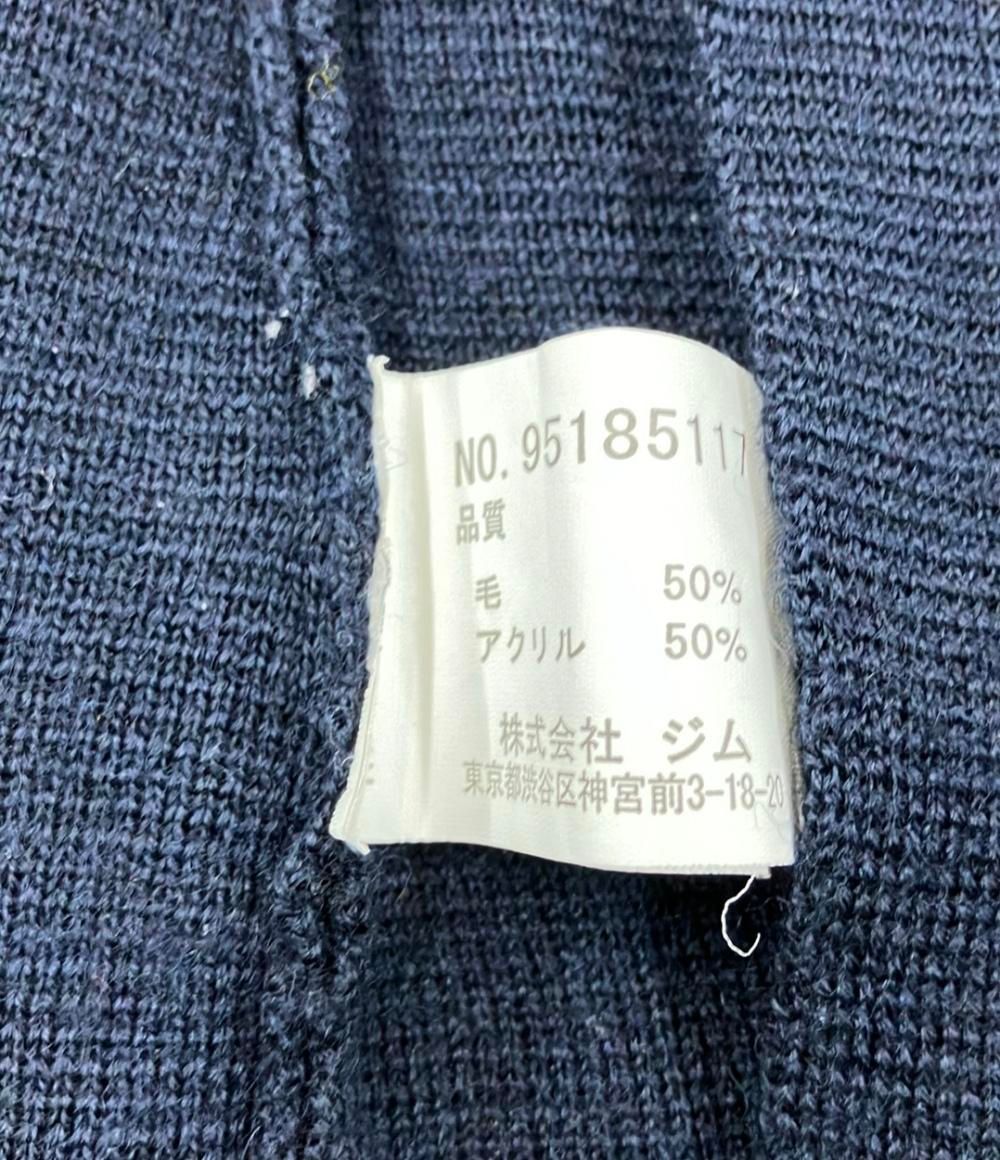 NO. 95185117
品質
毛 50%
アクリル 50%
株式会社 ジム
東京都渋谷区神宮前3-18-20